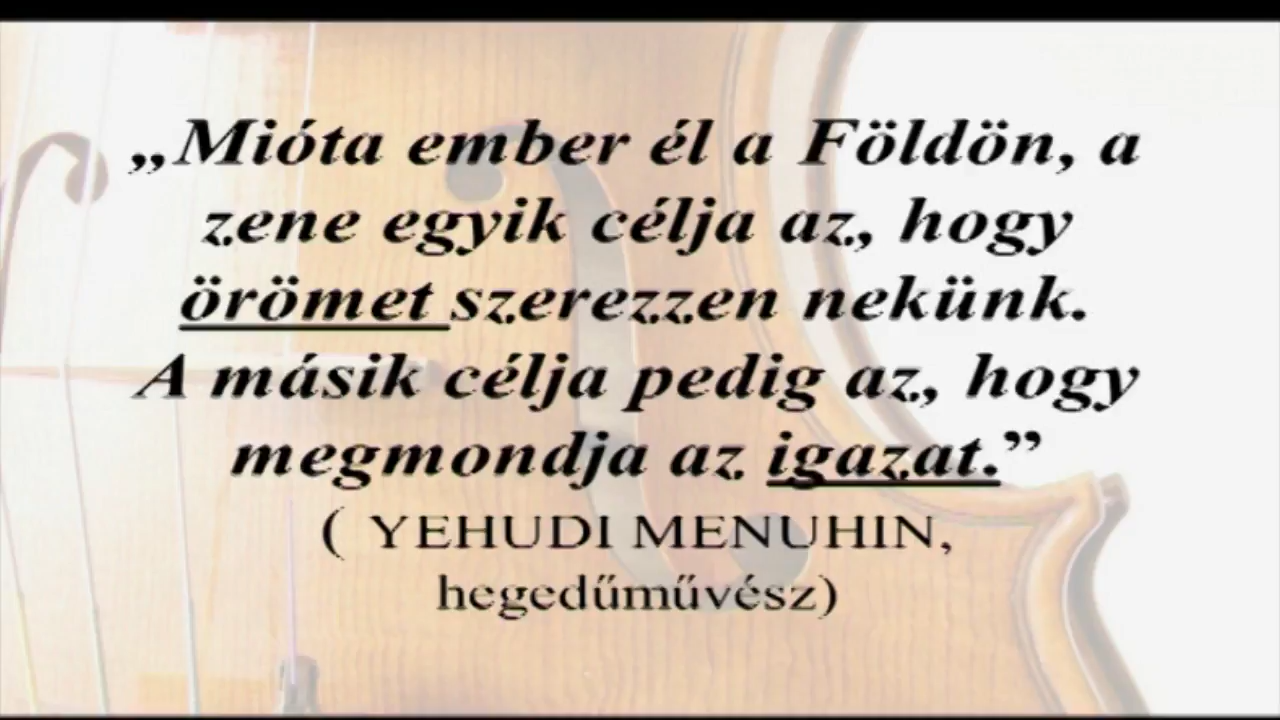 „Mióta ember él a Földön, a
zene egyik célja az, hogy
örömet szerezzen nekünk.
A másik célja pedig az, hogy
megmondja az igazat.”
( YEHUDI MENUHIN,
hegedűművész)